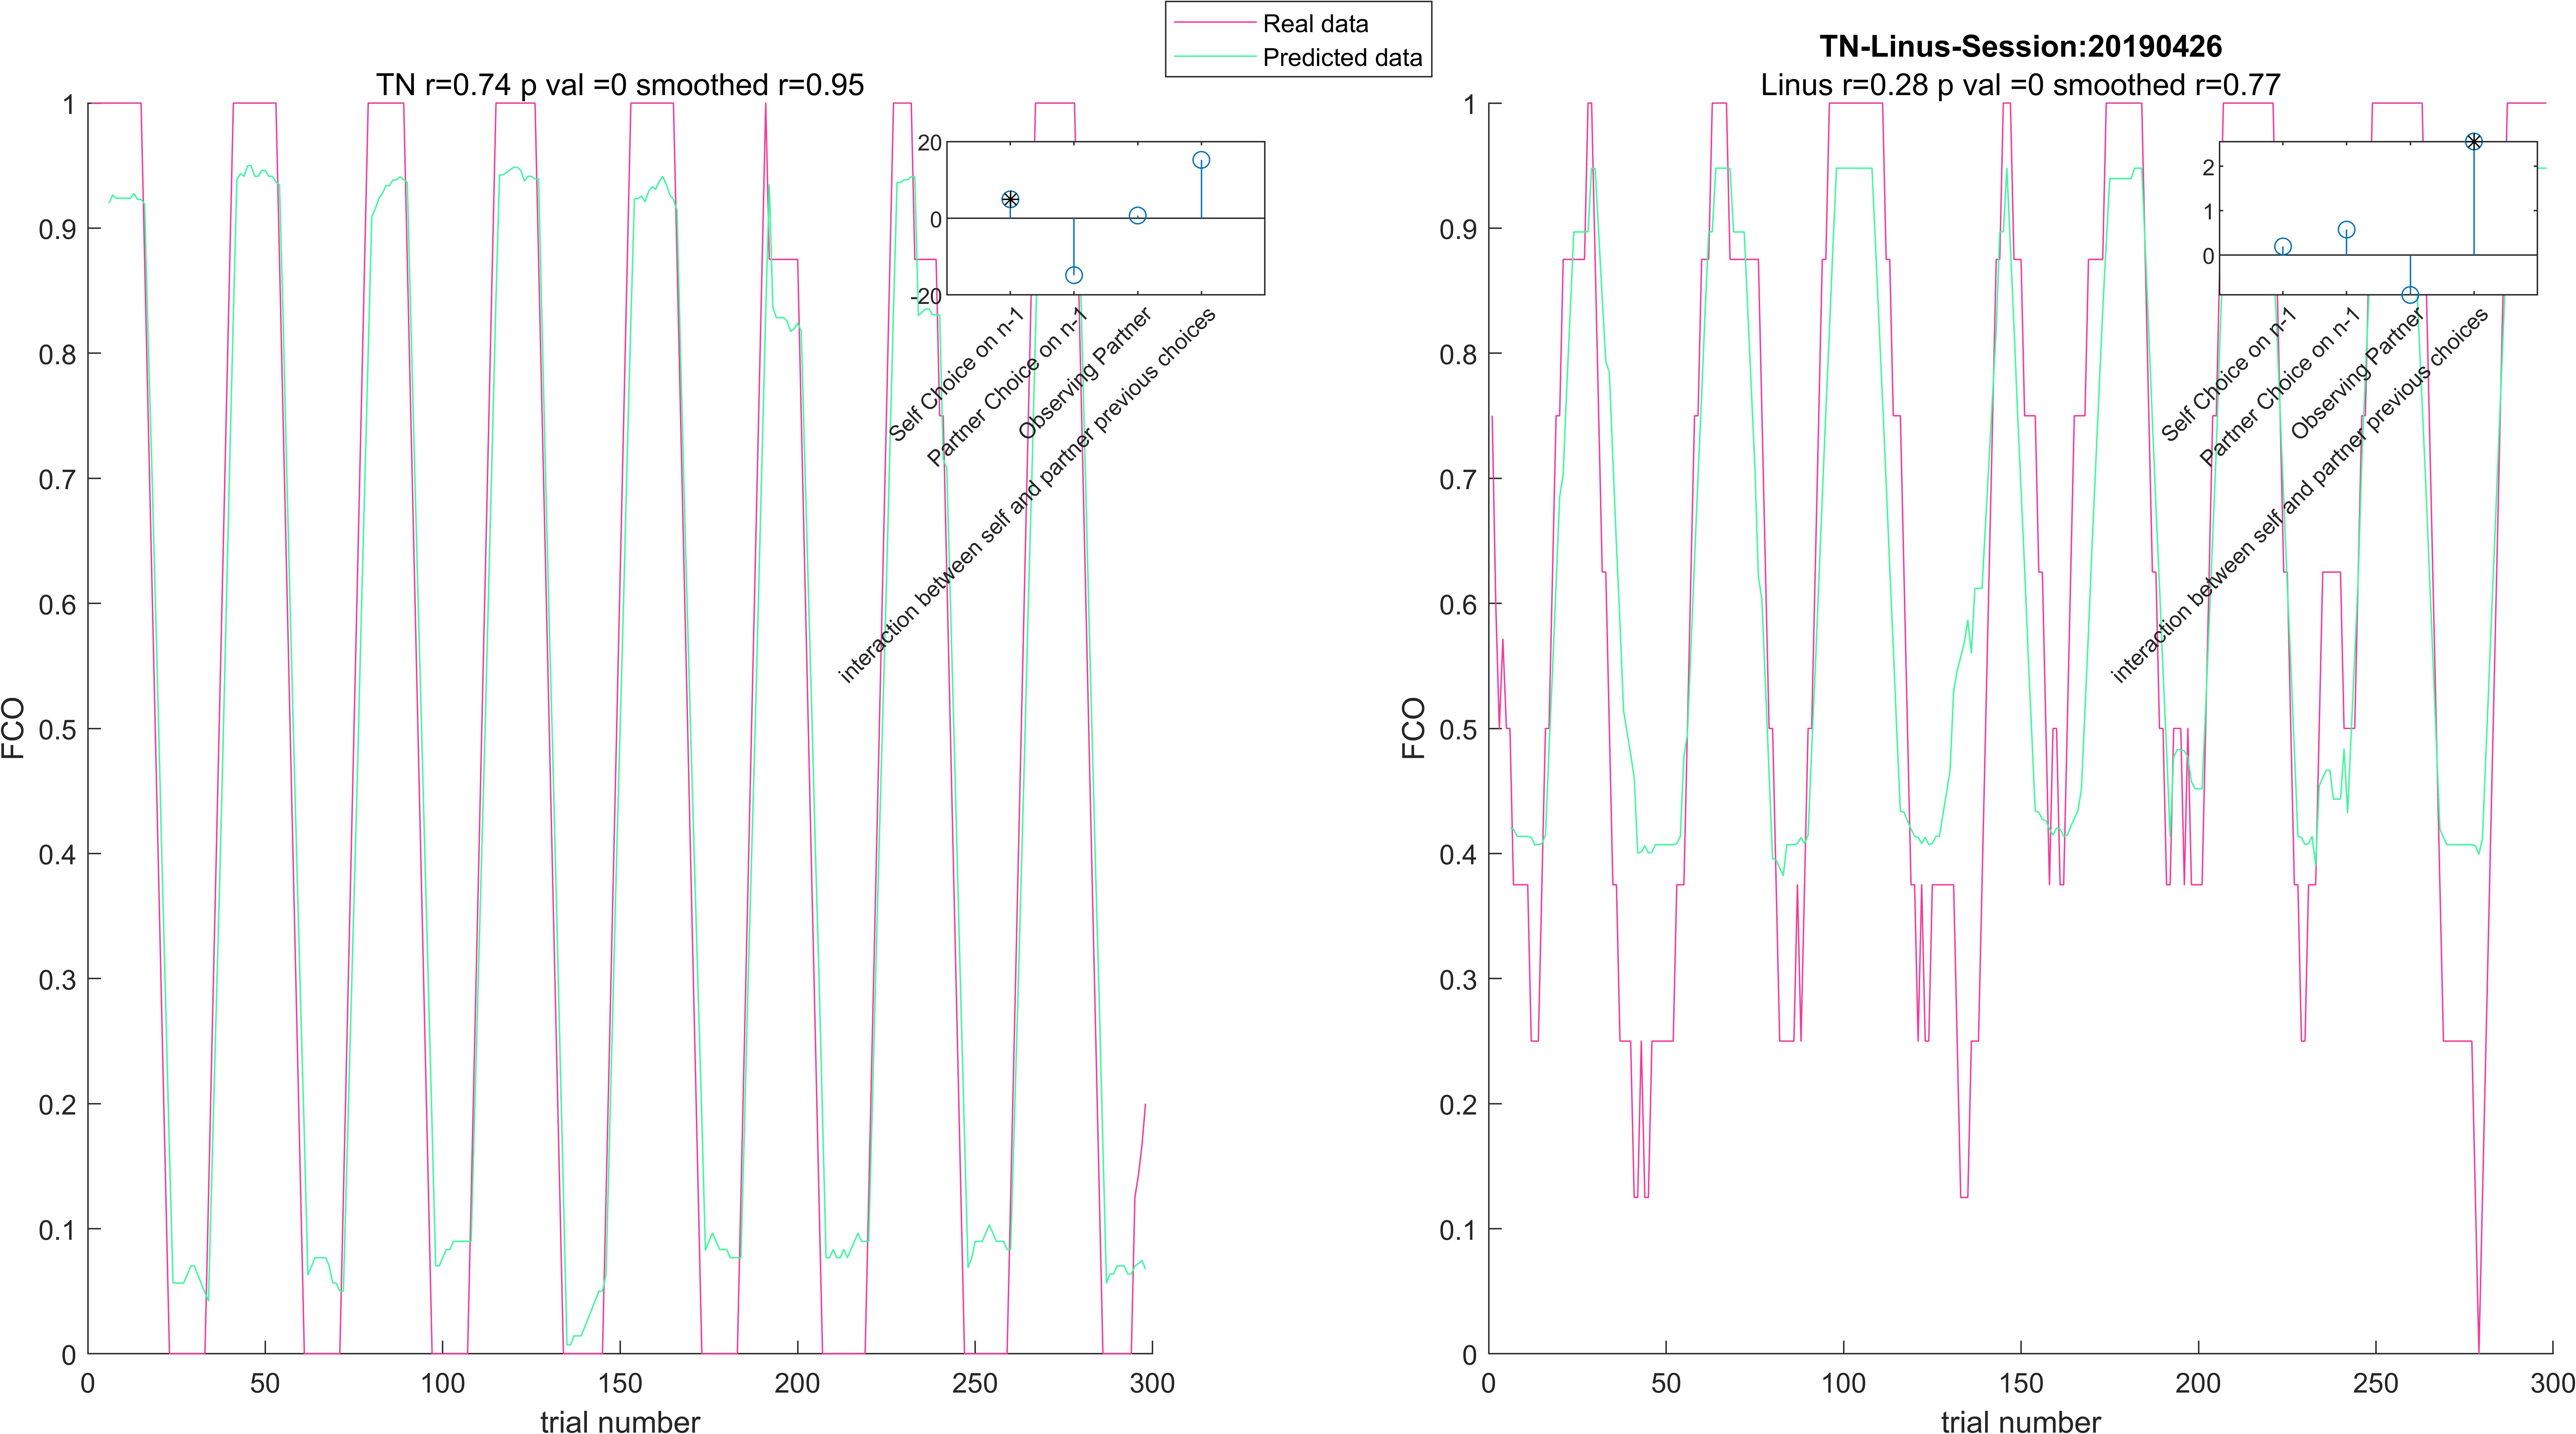 Real data
Predicted data
TN r=0.74 p val =0 smoothed r=0.95
1
0.9
0.8
0.7
0.6
0.5
0.4
0.3
0.2
0.1
0
FCO
0
50
100
150
200
250
300
trial number
20
0
-20
Self Choice on n-1
Partner Choice on n-1
Observing Partner
interaction between self and partner previous choices
TN-Linus-Session:20190426
Linus r=0.28 p val =0 smoothed r=0.77
1
0.9
0.8
0.7
0.6
0.5
0.4
0.3
0.2
0.1
0
FCO
0
50
100
150
200
250
300
trial number
2
1
0
Self Choice on n-1
Partner Choice on n-1
Observing Partner
interaction between self and partner previous choices